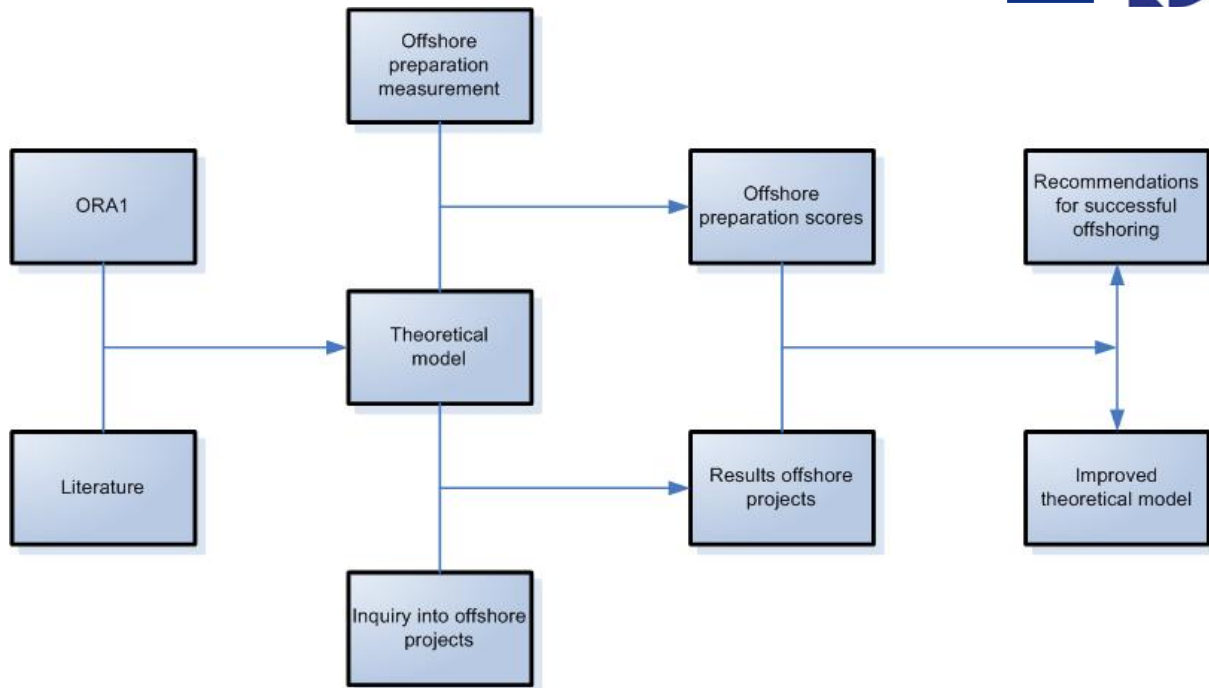 Offshore
preparation
measurement
ORA1
Offshore
preparation scores
Recommendations
for successful
offshoring
Theoretical
model
Literature
Results offshore
projects
Improved
theoretical model
Inquiry into offshore
projects